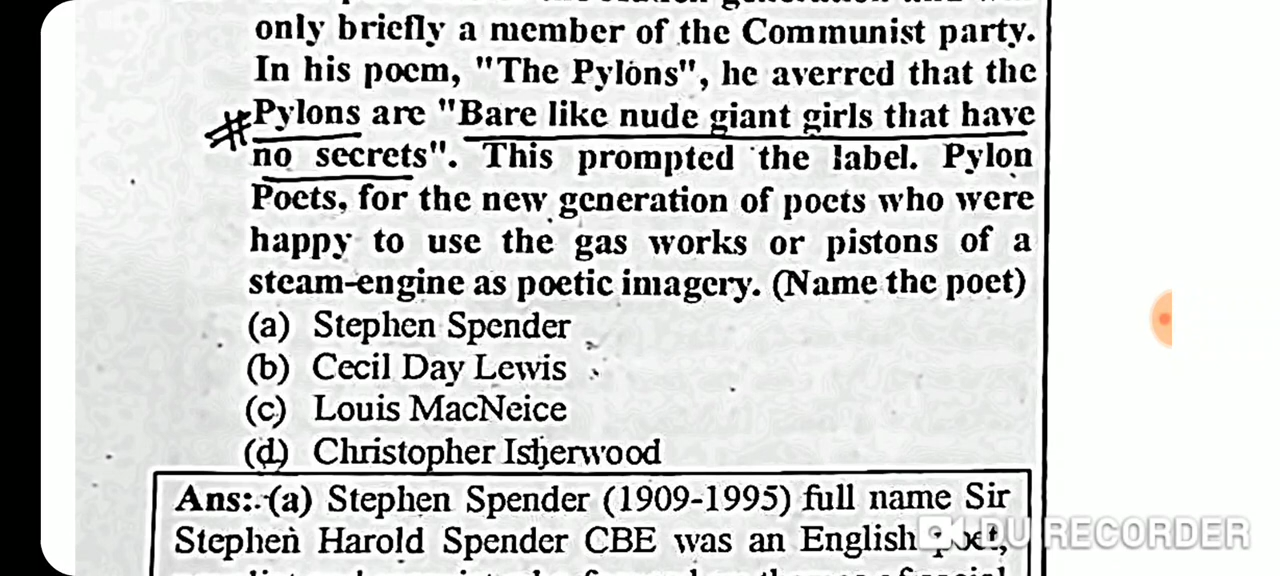 only briefly a member of the Communist party.
In his poem, "The Pylons", he averred that the
Pylons are "Bare like nude giant girls that have
no secrets". This prompted the label. Pylon
Poets, for the new generation of poets who were
happy to use the gas works or pistons of a
steam-engine as poetic imagery. (Name the poet)
(a) Stephen Spender
(b) Cecil Day Lewis
(c) Louis MacNeice
(d) Christopher Isherwood
Ans: (a) Stephen Spender (1909-1995) full name Sir
Stephen Harold Spender CBE was an English poet,
DU RECORDER